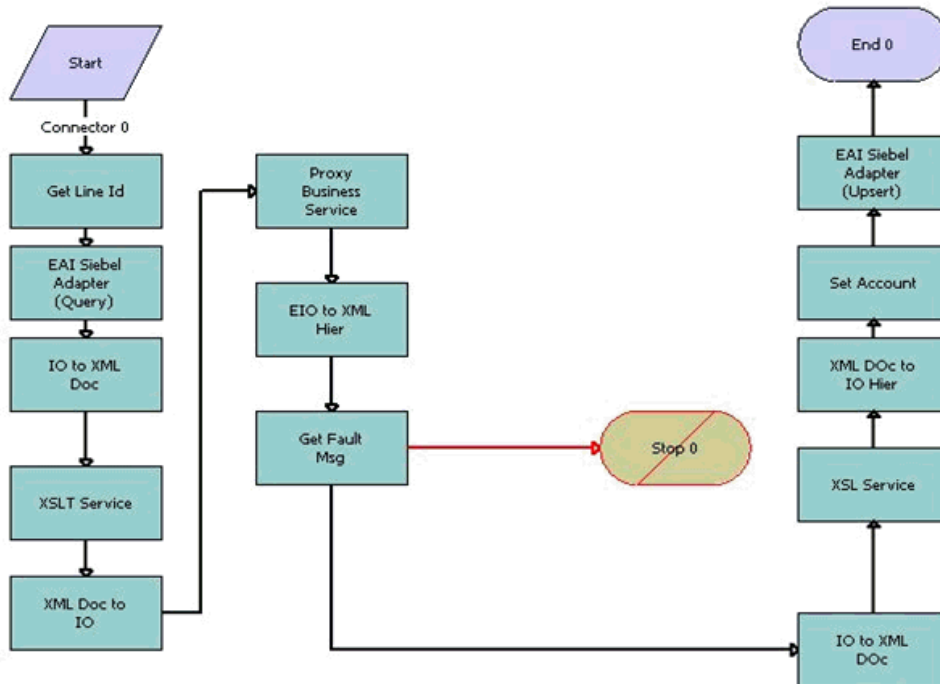 Start
Connector 0
Get Line Id
EAI Siebel
Adapter
(Query)
IO to XML
Doc
XSLT Service
XML Doc to
IO
Proxy
Business
Service
EIO to XML
Hier
Get Fault
Msg
Stop 0
IO to XML
DOc
XSL Service
XML DOc to
IO Hier
Set Account
EAI Siebel
Adapter
(Upsert)
End 0